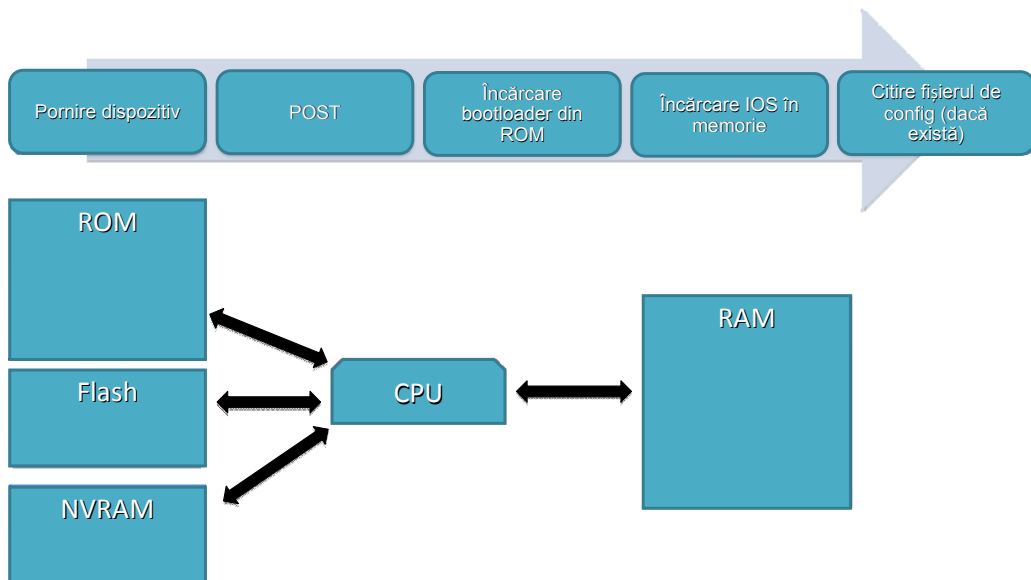 Pornire dispozitiv
POST
Încărcare
bootloader din
ROM
Încărcare IOS în
memorie
Citire fișierul de
config (dacă
există)
ROM
Flash
NVRAM
CPU
RAM